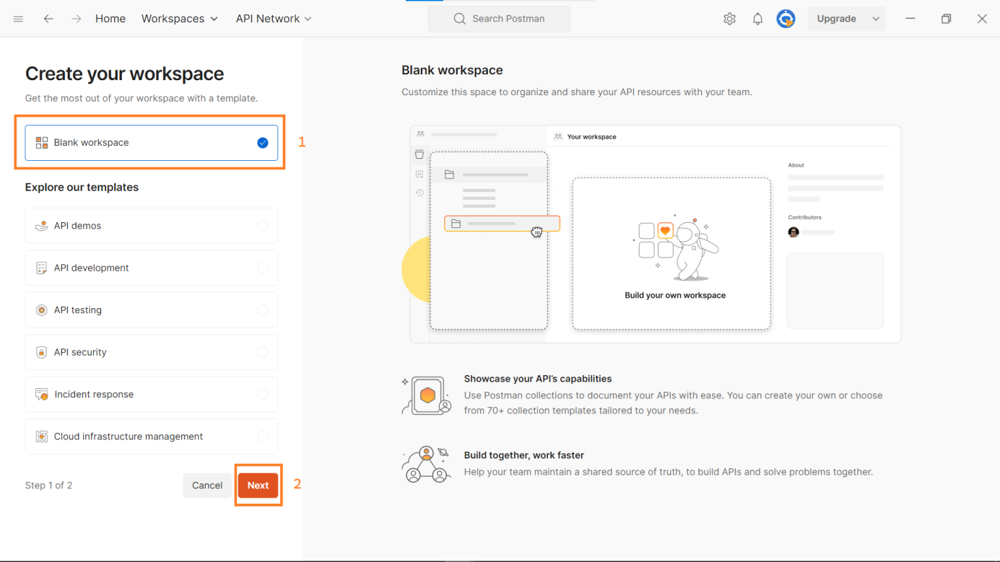 Home Workspaces API Network Search Postman Upgrade
Create your workspace
Get the most out of your workspace with a template.
Blank workspace
1
Explore our templates
API demos
API development
API testing
API security
Incident response
Cloud infrastructure management
Step 1 of 2 Cancel Next 2
Blank workspace
Customize this space to organize and share your API resources with your team.
Your workspace
About
Contributors
Build your own workspace
Showcase your API's capabilities
Use Postman collections to document your APIs with ease. You can create your own or choose
from 70+ collection templates tailored to your needs.
Build together, work faster
Help your team maintain a shared source of truth, to build APIs and solve problems together.